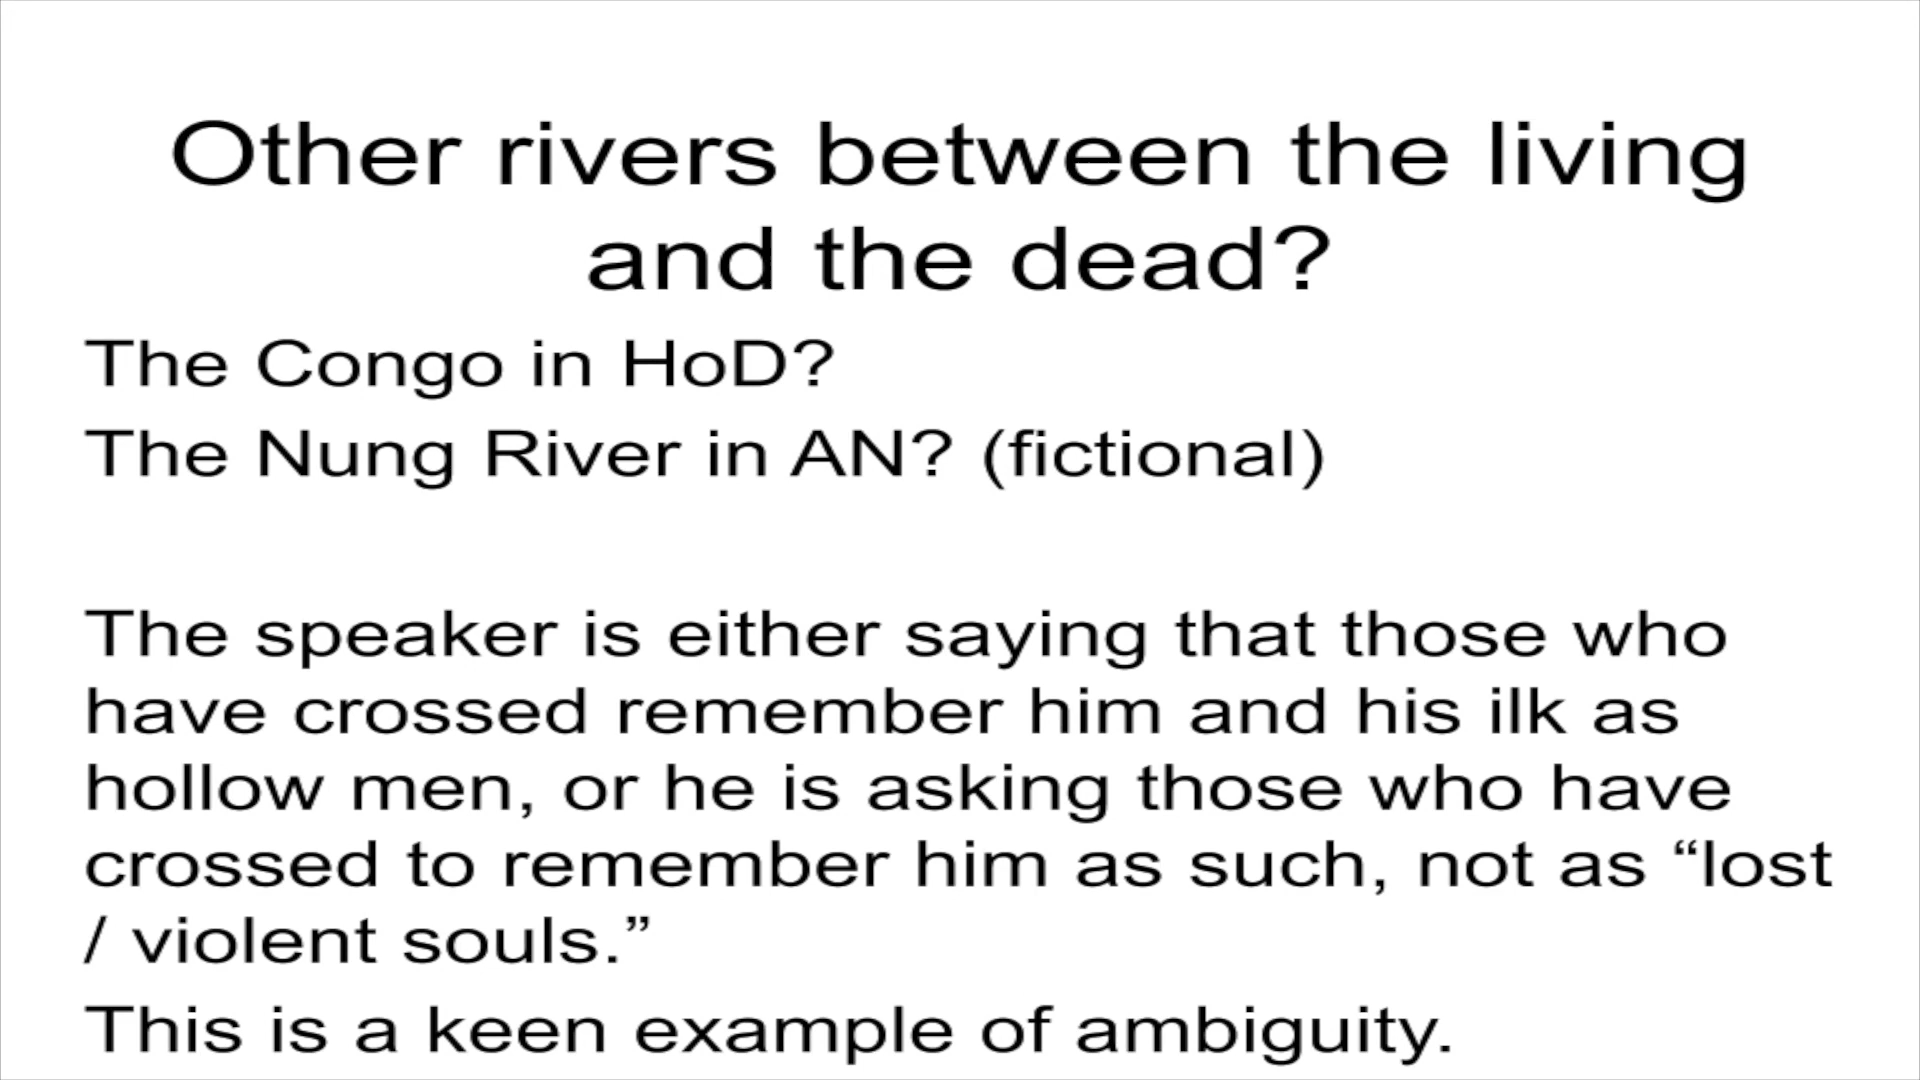 Other rivers between the living
and the dead?
The Congo in HoD?
The Nung River in AN? (fictional)
The speaker is either saying that those who
have crossed remember him and his ilk as
hollow men, or he is asking those who have
crossed to remember him as such, not as “lost
/ violent souls.”
This is a keen example of ambiguity.